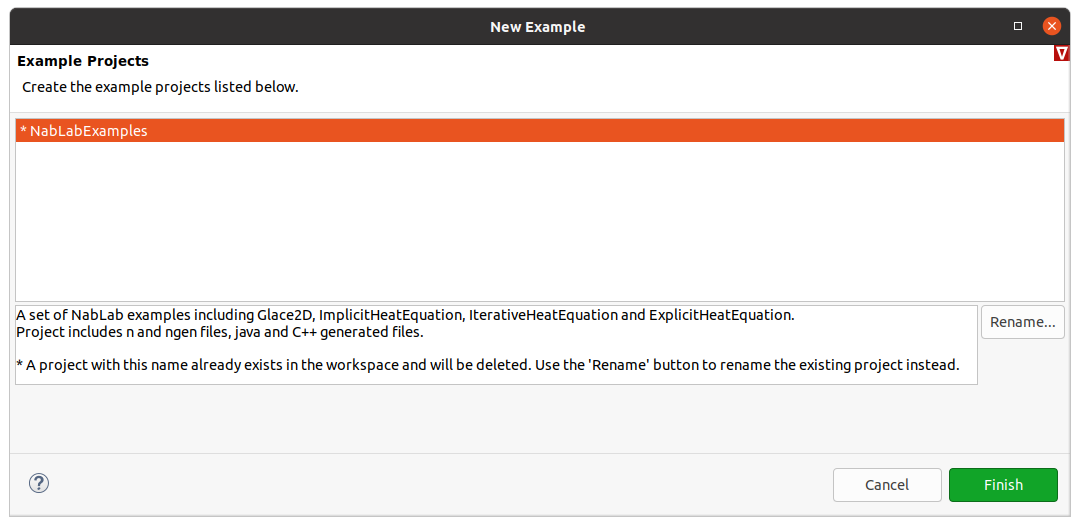 New Example
Example Projects
Create the example projects listed below.
* NabLabExamples
A set of NabLab examples including Glace2D, ImplicitHeatEquation, IterativeHeatEquation and ExplicitHeatEquation.
Project includes n and ngen files, java and C++ generated files.
* A project with this name already exists in the workspace and will be deleted. Use the 'Rename' button to rename the existing project instead.
Rename...
?
Cancel
Finish